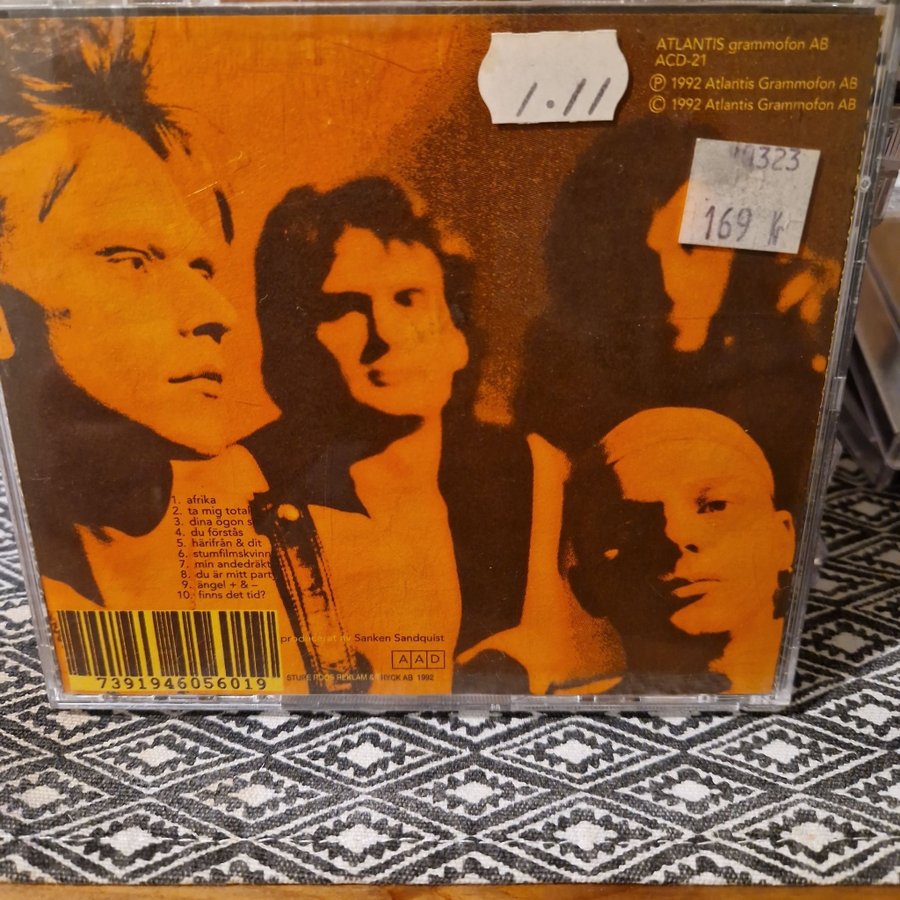 ATLANTIS grammofon AB
ACD-21
Ⓟ 1992 Atlantis Grammofon AB
© 1992 Atlantis Grammofon AB
1.11
0323
169 kr
1. afrika
2. ta mig total
3. dina ögon s
4. du förstås
5. härifrån & dit
6. stumfilmskvinn
7. min andedräkt
8. du är mitt party
9. ängel + & –
10. finns det tid?
producerat av Sanken Sandquist
AAD
STURE ROOS REKLAM & TRYCK AB 1992
7391946056019